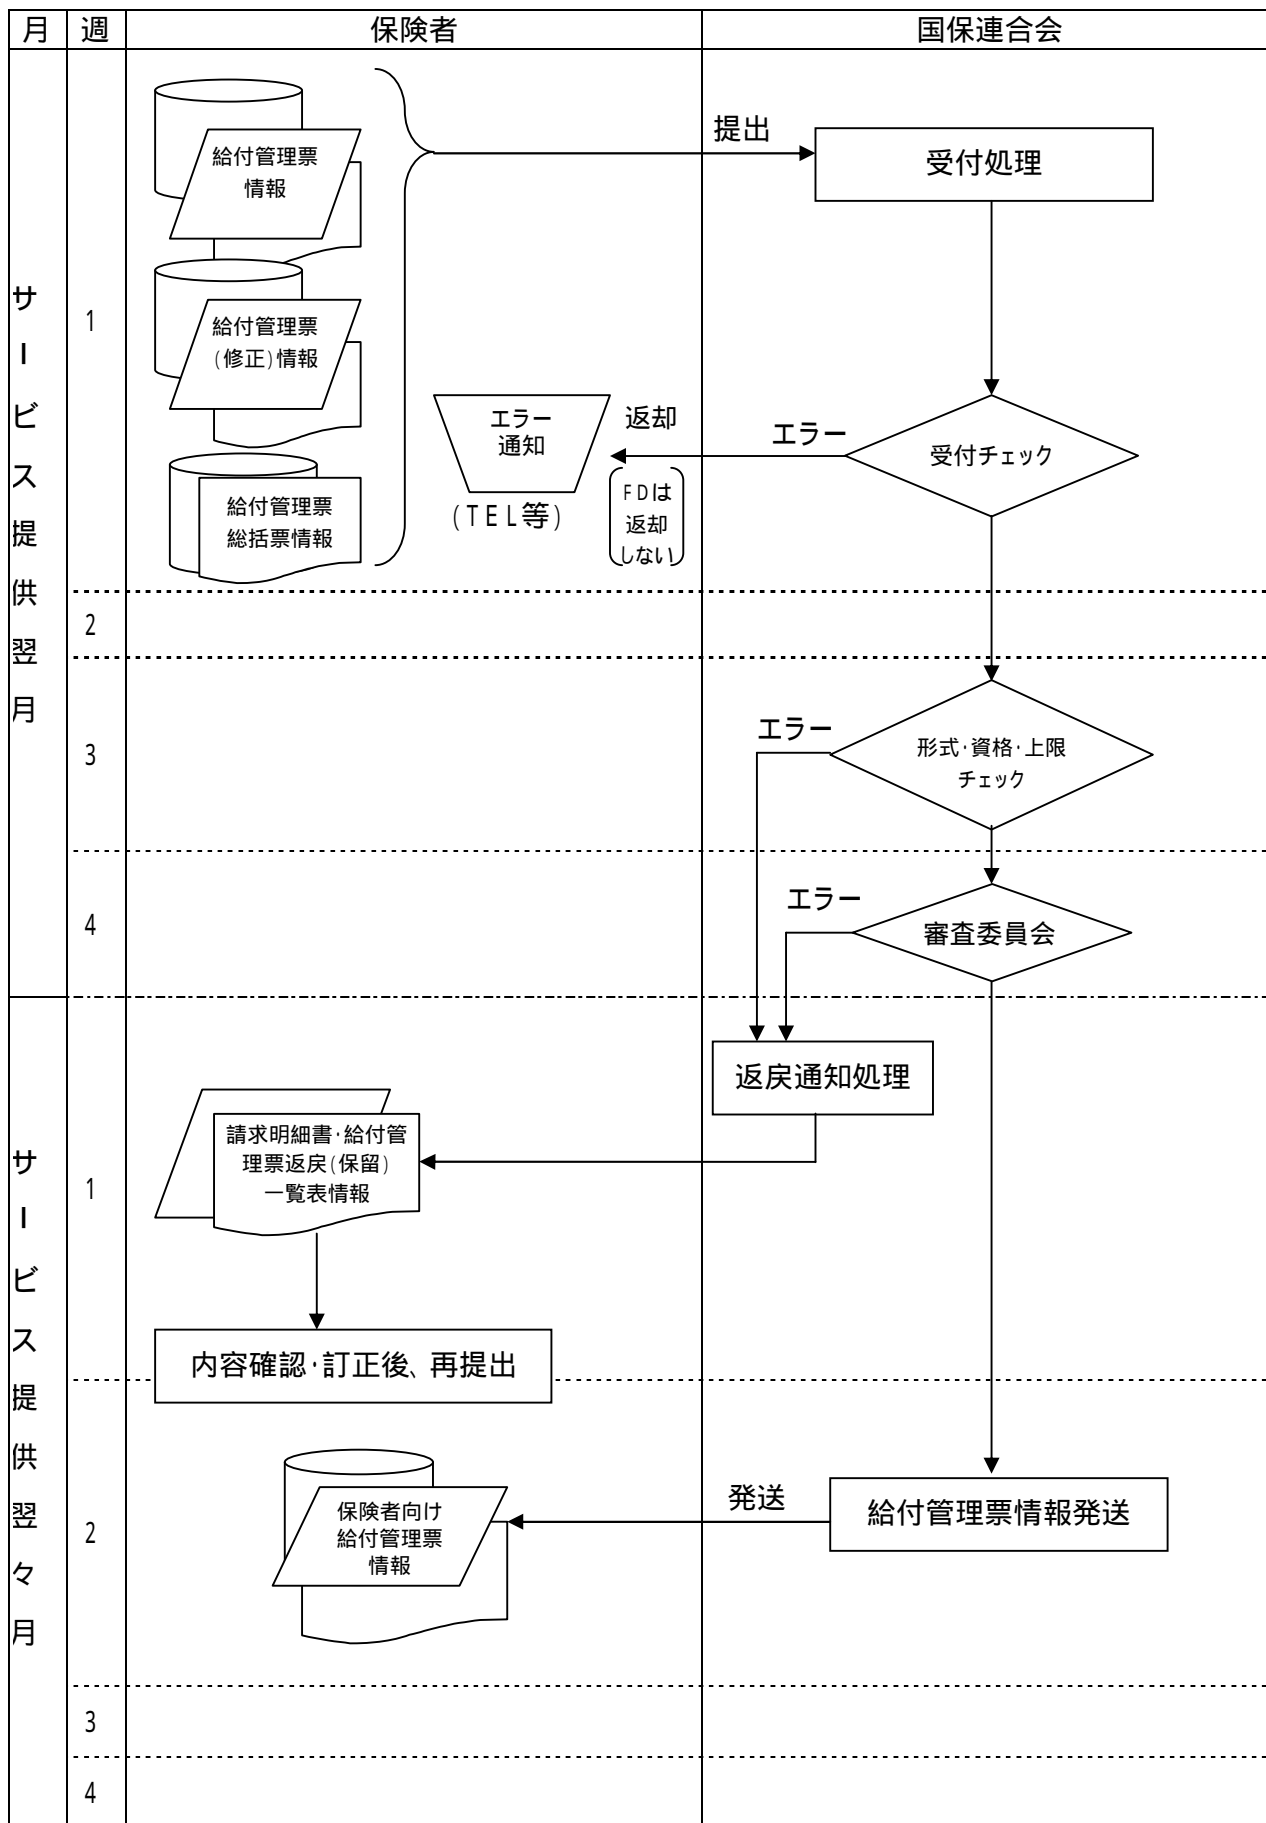 月 週 保険者 国保連合会
サービス提供翌月
1
給付管理票
情報
提出
受付処理
給付管理票
(修正)情報
給付管理票
総括票情報
エラー
通知
(TEL等)
返却
FDは
返却
しない
エラー
受付チェック
2
3
エラー
形式・資格・上限
チェック
4
エラー
審査委員会
サービス提供翌々月
1
返戻通知処理
請求明細書・給付管
理票返戻(保留)
一覧表情報
内容確認・訂正後、再提出
2
保険者向け
給付管理票
情報
発送
給付管理票情報発送
3
4